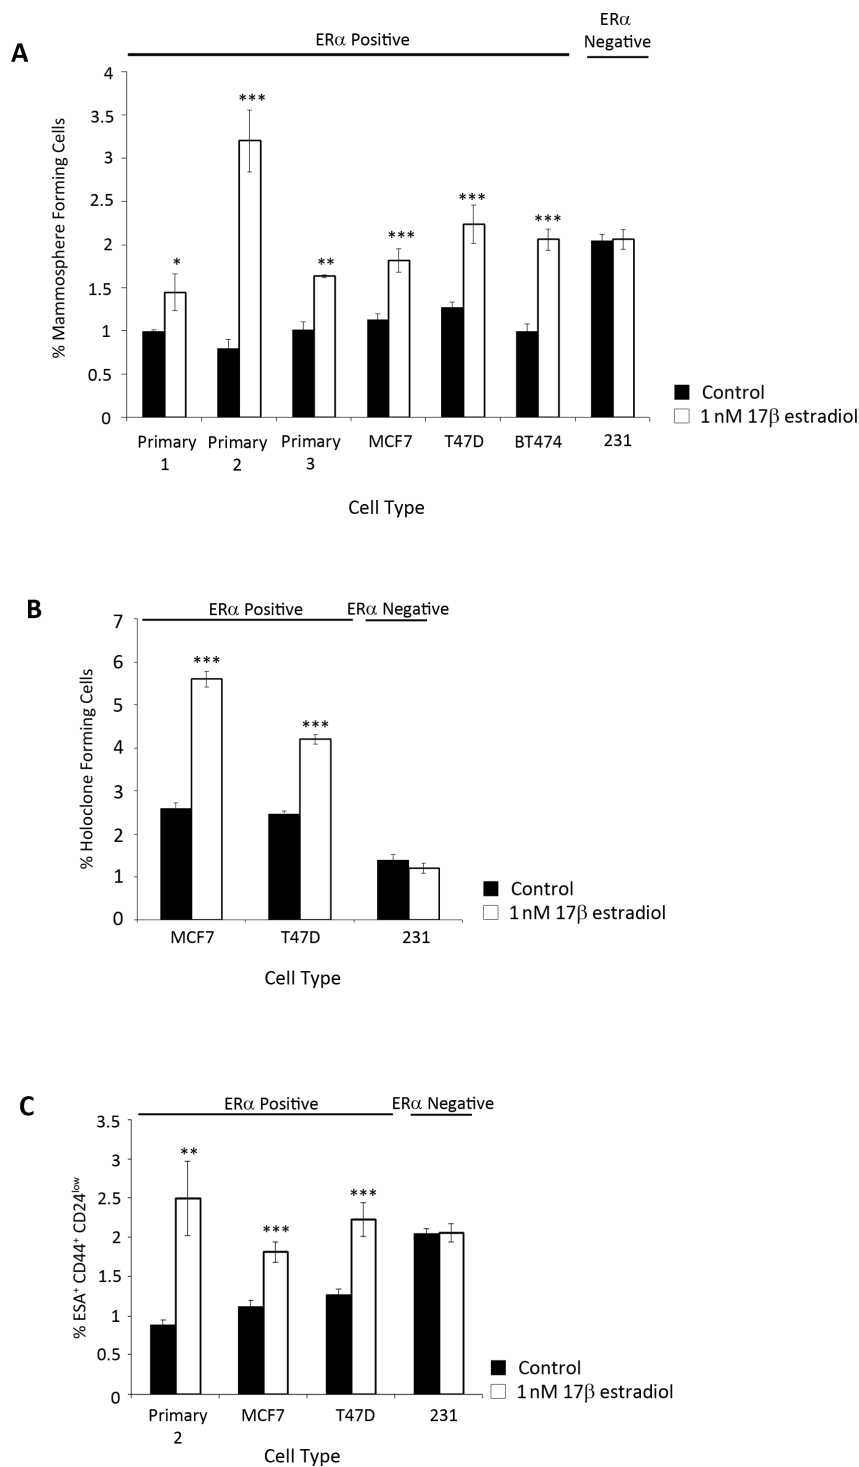 A
ERα Positive
ERα
Negative
% Mammosphere Forming Cells
4
3.5
3
2.5
2
1.5
1
0.5
0
*
***
**
***
***
***
Primary
1
Primary
2
Primary
3
MCF7
T47D
BT474
231
Cell Type
Control
1 nM 17β estradiol
B
ERα Positive
ERα Negative
% Holoclone Forming Cells
7
6
5
4
3
2
1
0
***
***
MCF7
T47D
231
Cell Type
Control
1 nM 17β estradiol
C
ERα Positive
ERα Negative
% ESA⁺ CD44⁺ CD24ˡᵒʷ
3.5
3
2.5
2
1.5
1
0.5
0
**
***
***
Primary
2
MCF7
T47D
231
Cell Type
Control
1 nM 17β estradiol